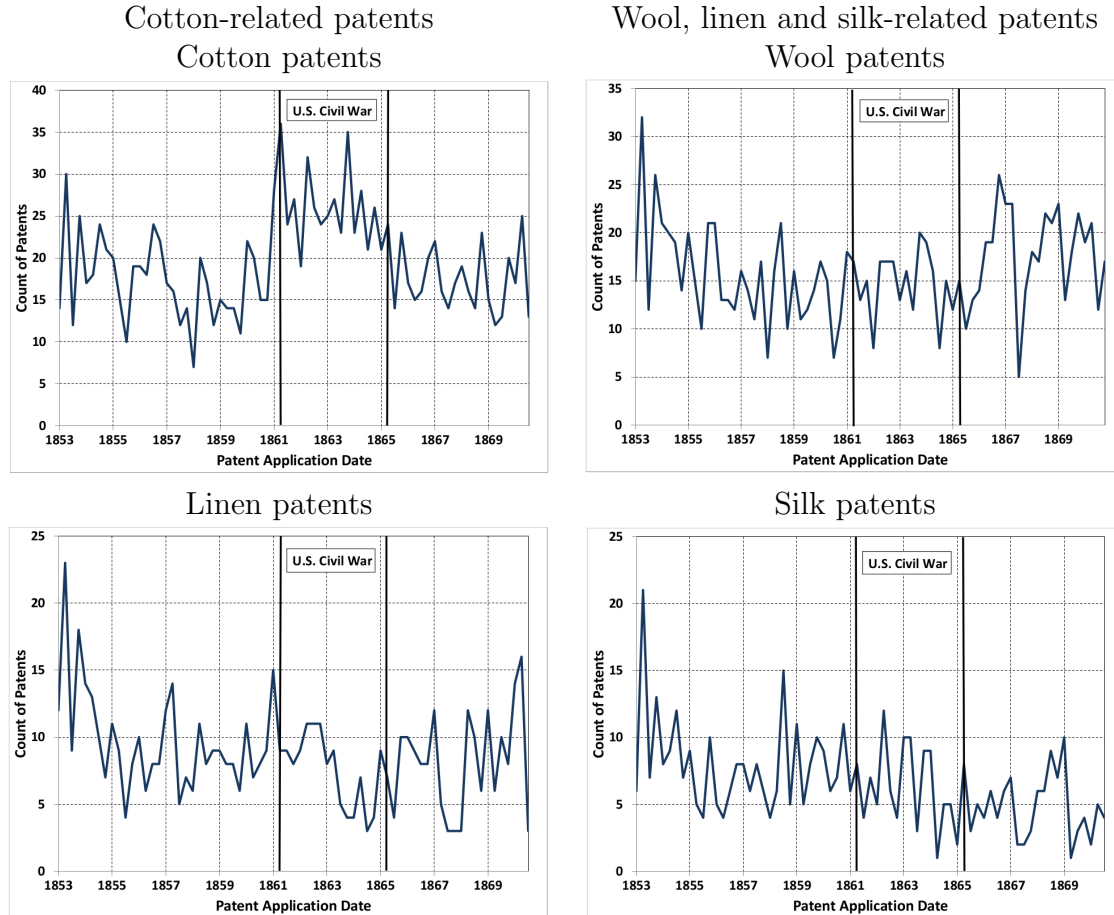 Cotton-related patents
Cotton patents
40
35
30
25
20
15
10
5
0
Count of Patents
U.S. Civil War
1853 1855 1857 1859 1861 1863 1865 1867 1869
Patent Application Date
Wool, linen and silk-related patents
Wool patents
35
30
25
20
15
10
5
0
Count of Patents
U.S. Civil War
1853 1855 1857 1859 1861 1863 1865 1867 1869
Patent Application Date
Linen patents
25
20
15
10
5
0
Count of Patents
U.S. Civil War
1853 1855 1857 1859 1861 1863 1865 1867 1869
Patent Application Date
Silk patents
25
20
15
10
5
0
Count of Patents
U.S. Civil War
1853 1855 1857 1859 1861 1863 1865 1867 1869
Patent Application Date